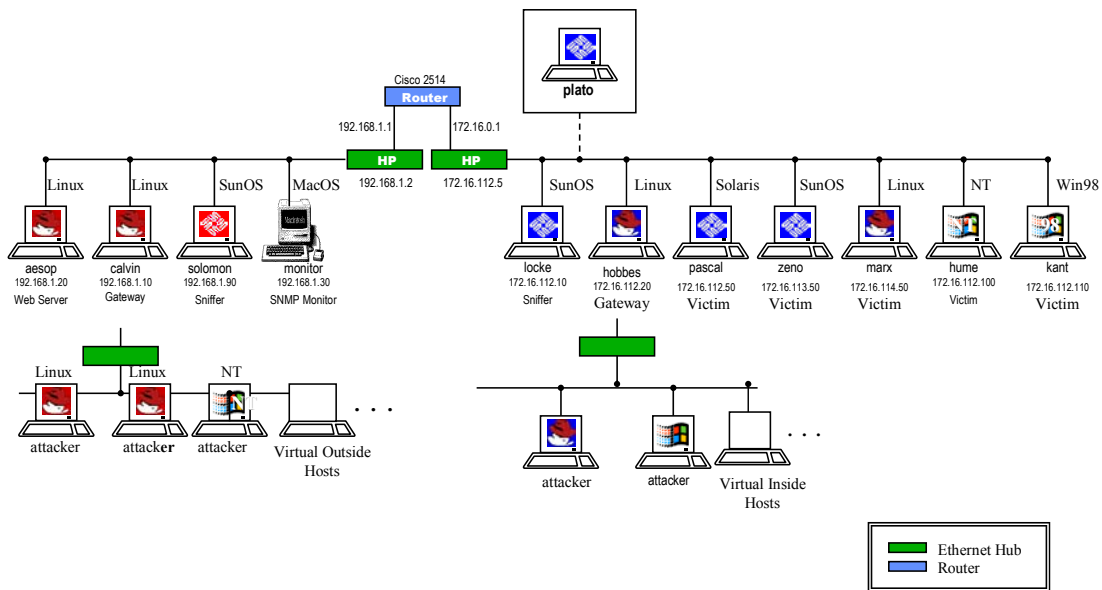 plato
Cisco 2514
Router
192.168.1.1
172.16.0.1
HP
HP
192.168.1.2
172.16.112.5
Linux
Linux
SunOS
MacOS
SunOS
Linux
Solaris
SunOS
Linux
NT
Win98
Macintosh
NT
98
aesop
192.168.1.20
Web Server
calvin
192.168.1.10
Gateway
solomon
192.168.1.90
Sniffer
monitor
192.168.1.30
SNMP Monitor
locke
172.16.112.10
Sniffer
hobbes
172.16.112.20
Gateway
pascal
172.16.112.50
Victim
zeno
172.16.113.50
Victim
marx
172.16.114.50
Victim
hume
172.16.112.100
Victim
kant
172.16.112.110
Victim
Linux
Linux
NT
NT
. . .
attacker
attacker
attacker
Virtual Outside
Hosts
. . .
attacker
attacker
Virtual Inside
Hosts
Ethernet Hub
Router